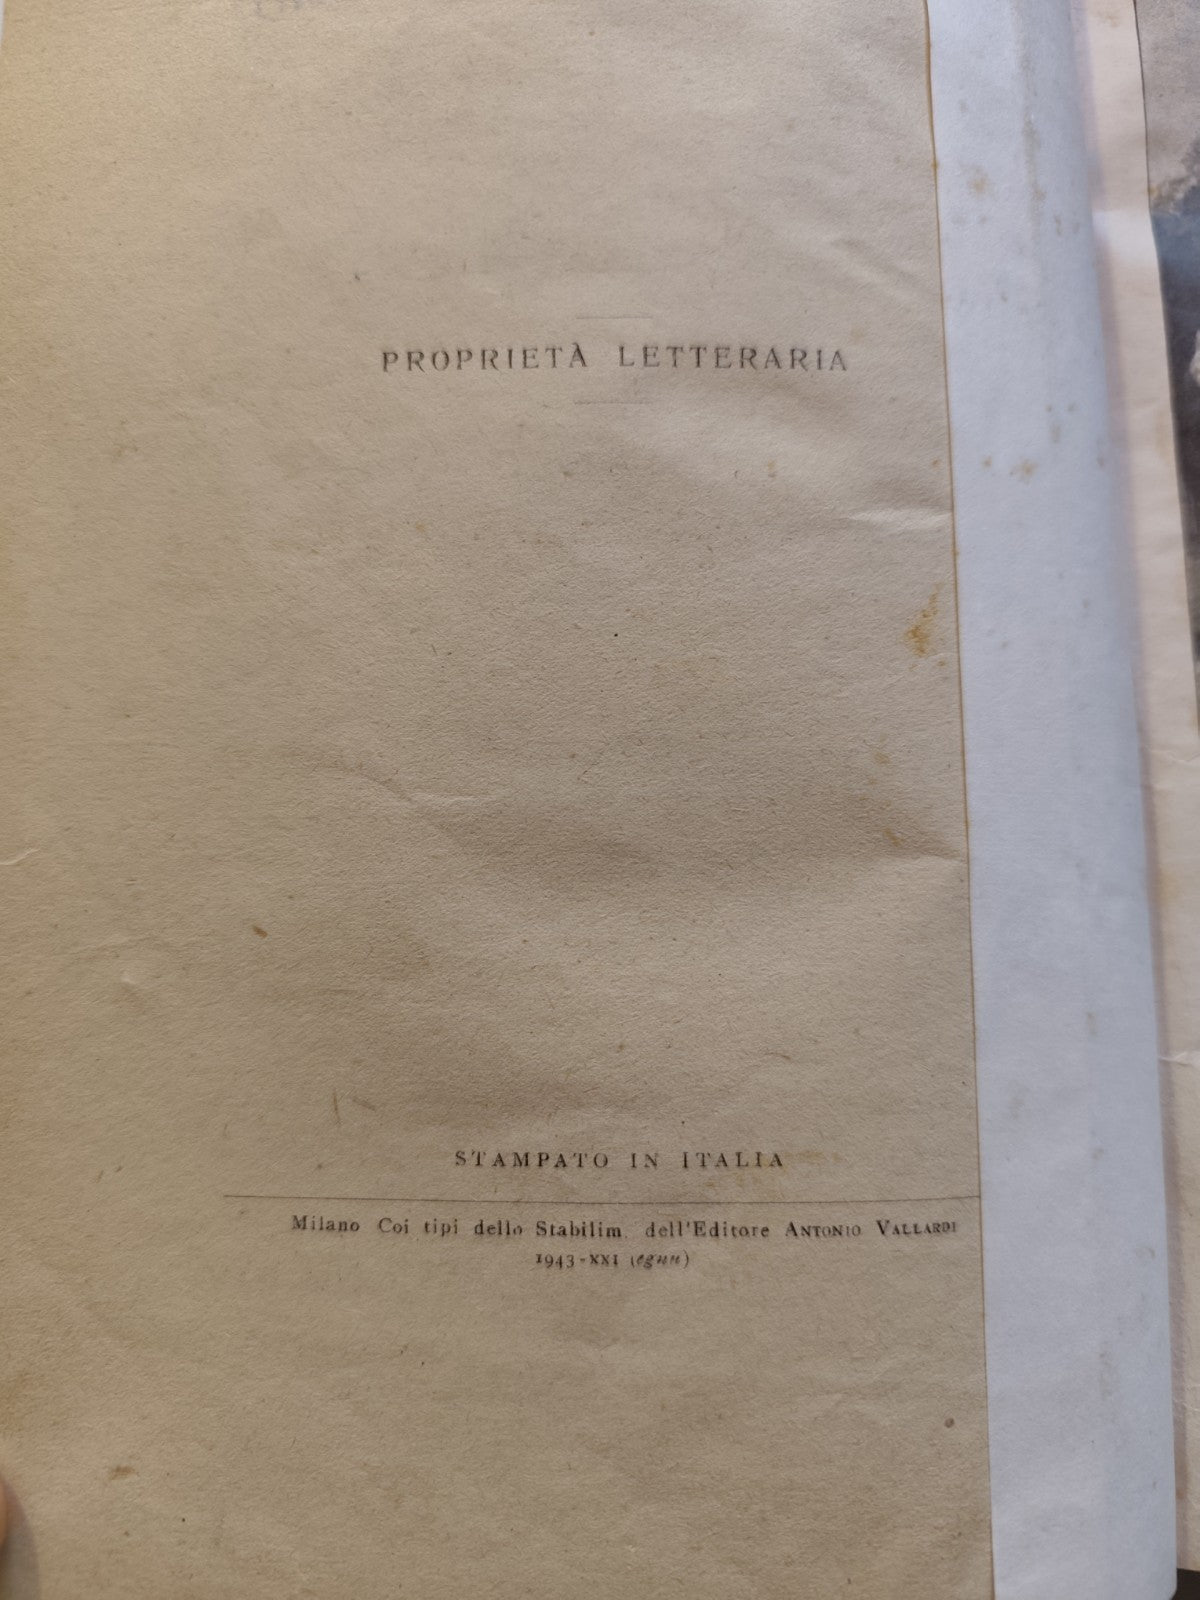 PROPRIETÀ LETTERARIA
STAMPATO IN ITALIA
Milano Coi tipi dello Stabilim. dell'Editore ANTONIO VALLARDI
1943-XXI